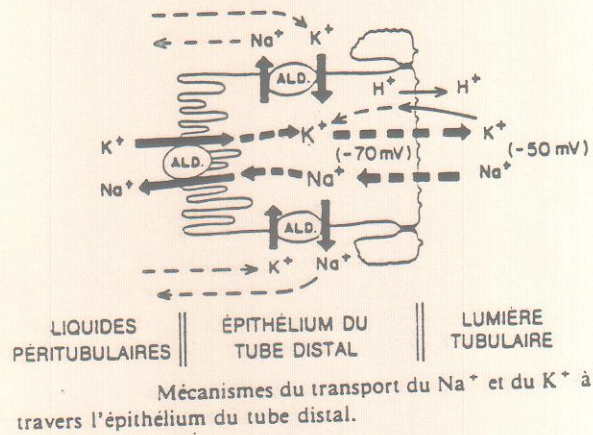 Na⁺ K⁺
ALD.
H⁺ → H⁺
K⁺ K⁺ K⁺
(-70 mV) (-50 mV)
ALD.
Na⁺ Na⁺ Na⁺
ALD.
K⁺ Na⁺
LIQUIDES PÉRITUBULAIRES
ÉPITHÉLIUM DU TUBE DISTAL
LUMIÈRE TUBULAIRE
Mécanismes du transport du Na⁺ et du K⁺ à
travers l'épithélium du tube distal.